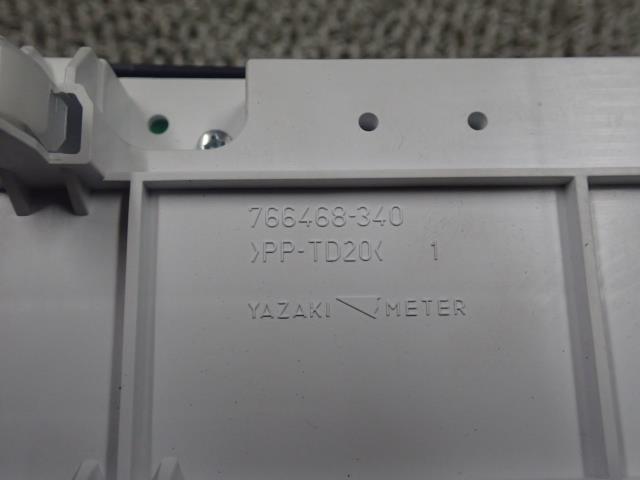 766468-340
>PP-TD20< 1
YAZAKI METER